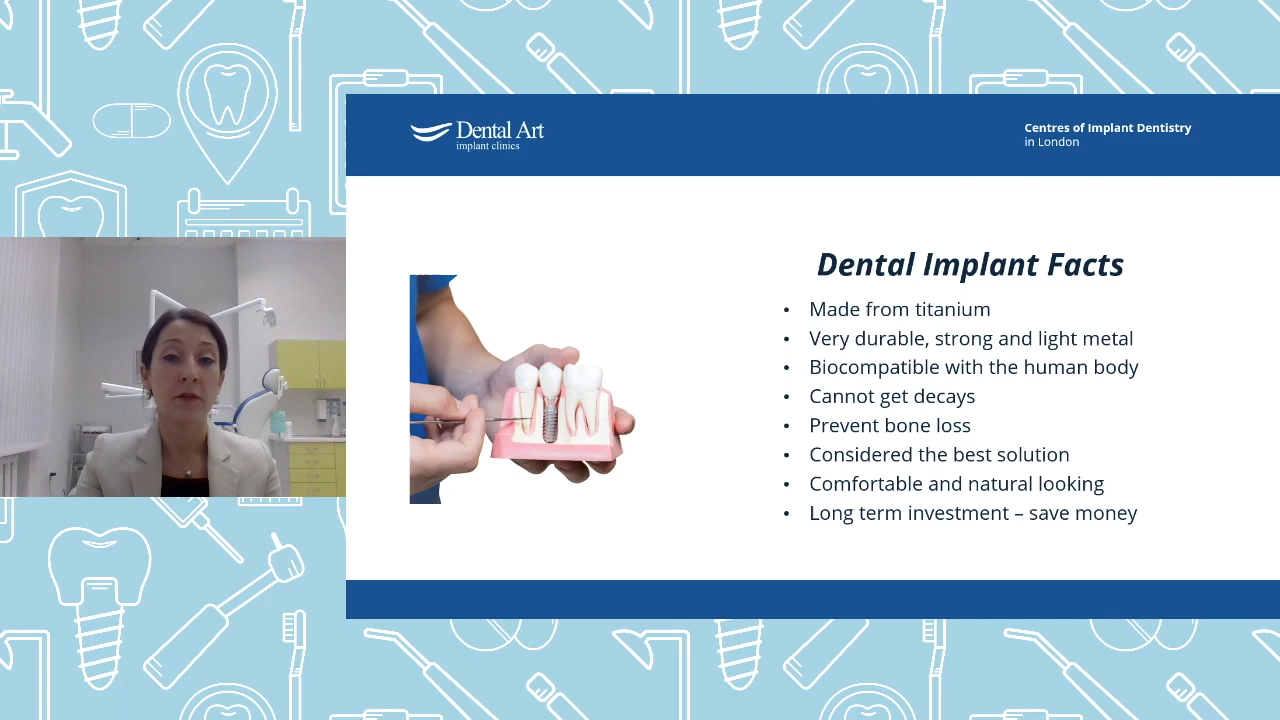 Dental Art
implant clinics
Centres of Implant Dentistry
in London
Dental Implant Facts
• Made from titanium
• Very durable, strong and light metal
• Biocompatible with the human body
• Cannot get decays
• Prevent bone loss
• Considered the best solution
• Comfortable and natural looking
• Long term investment – save money